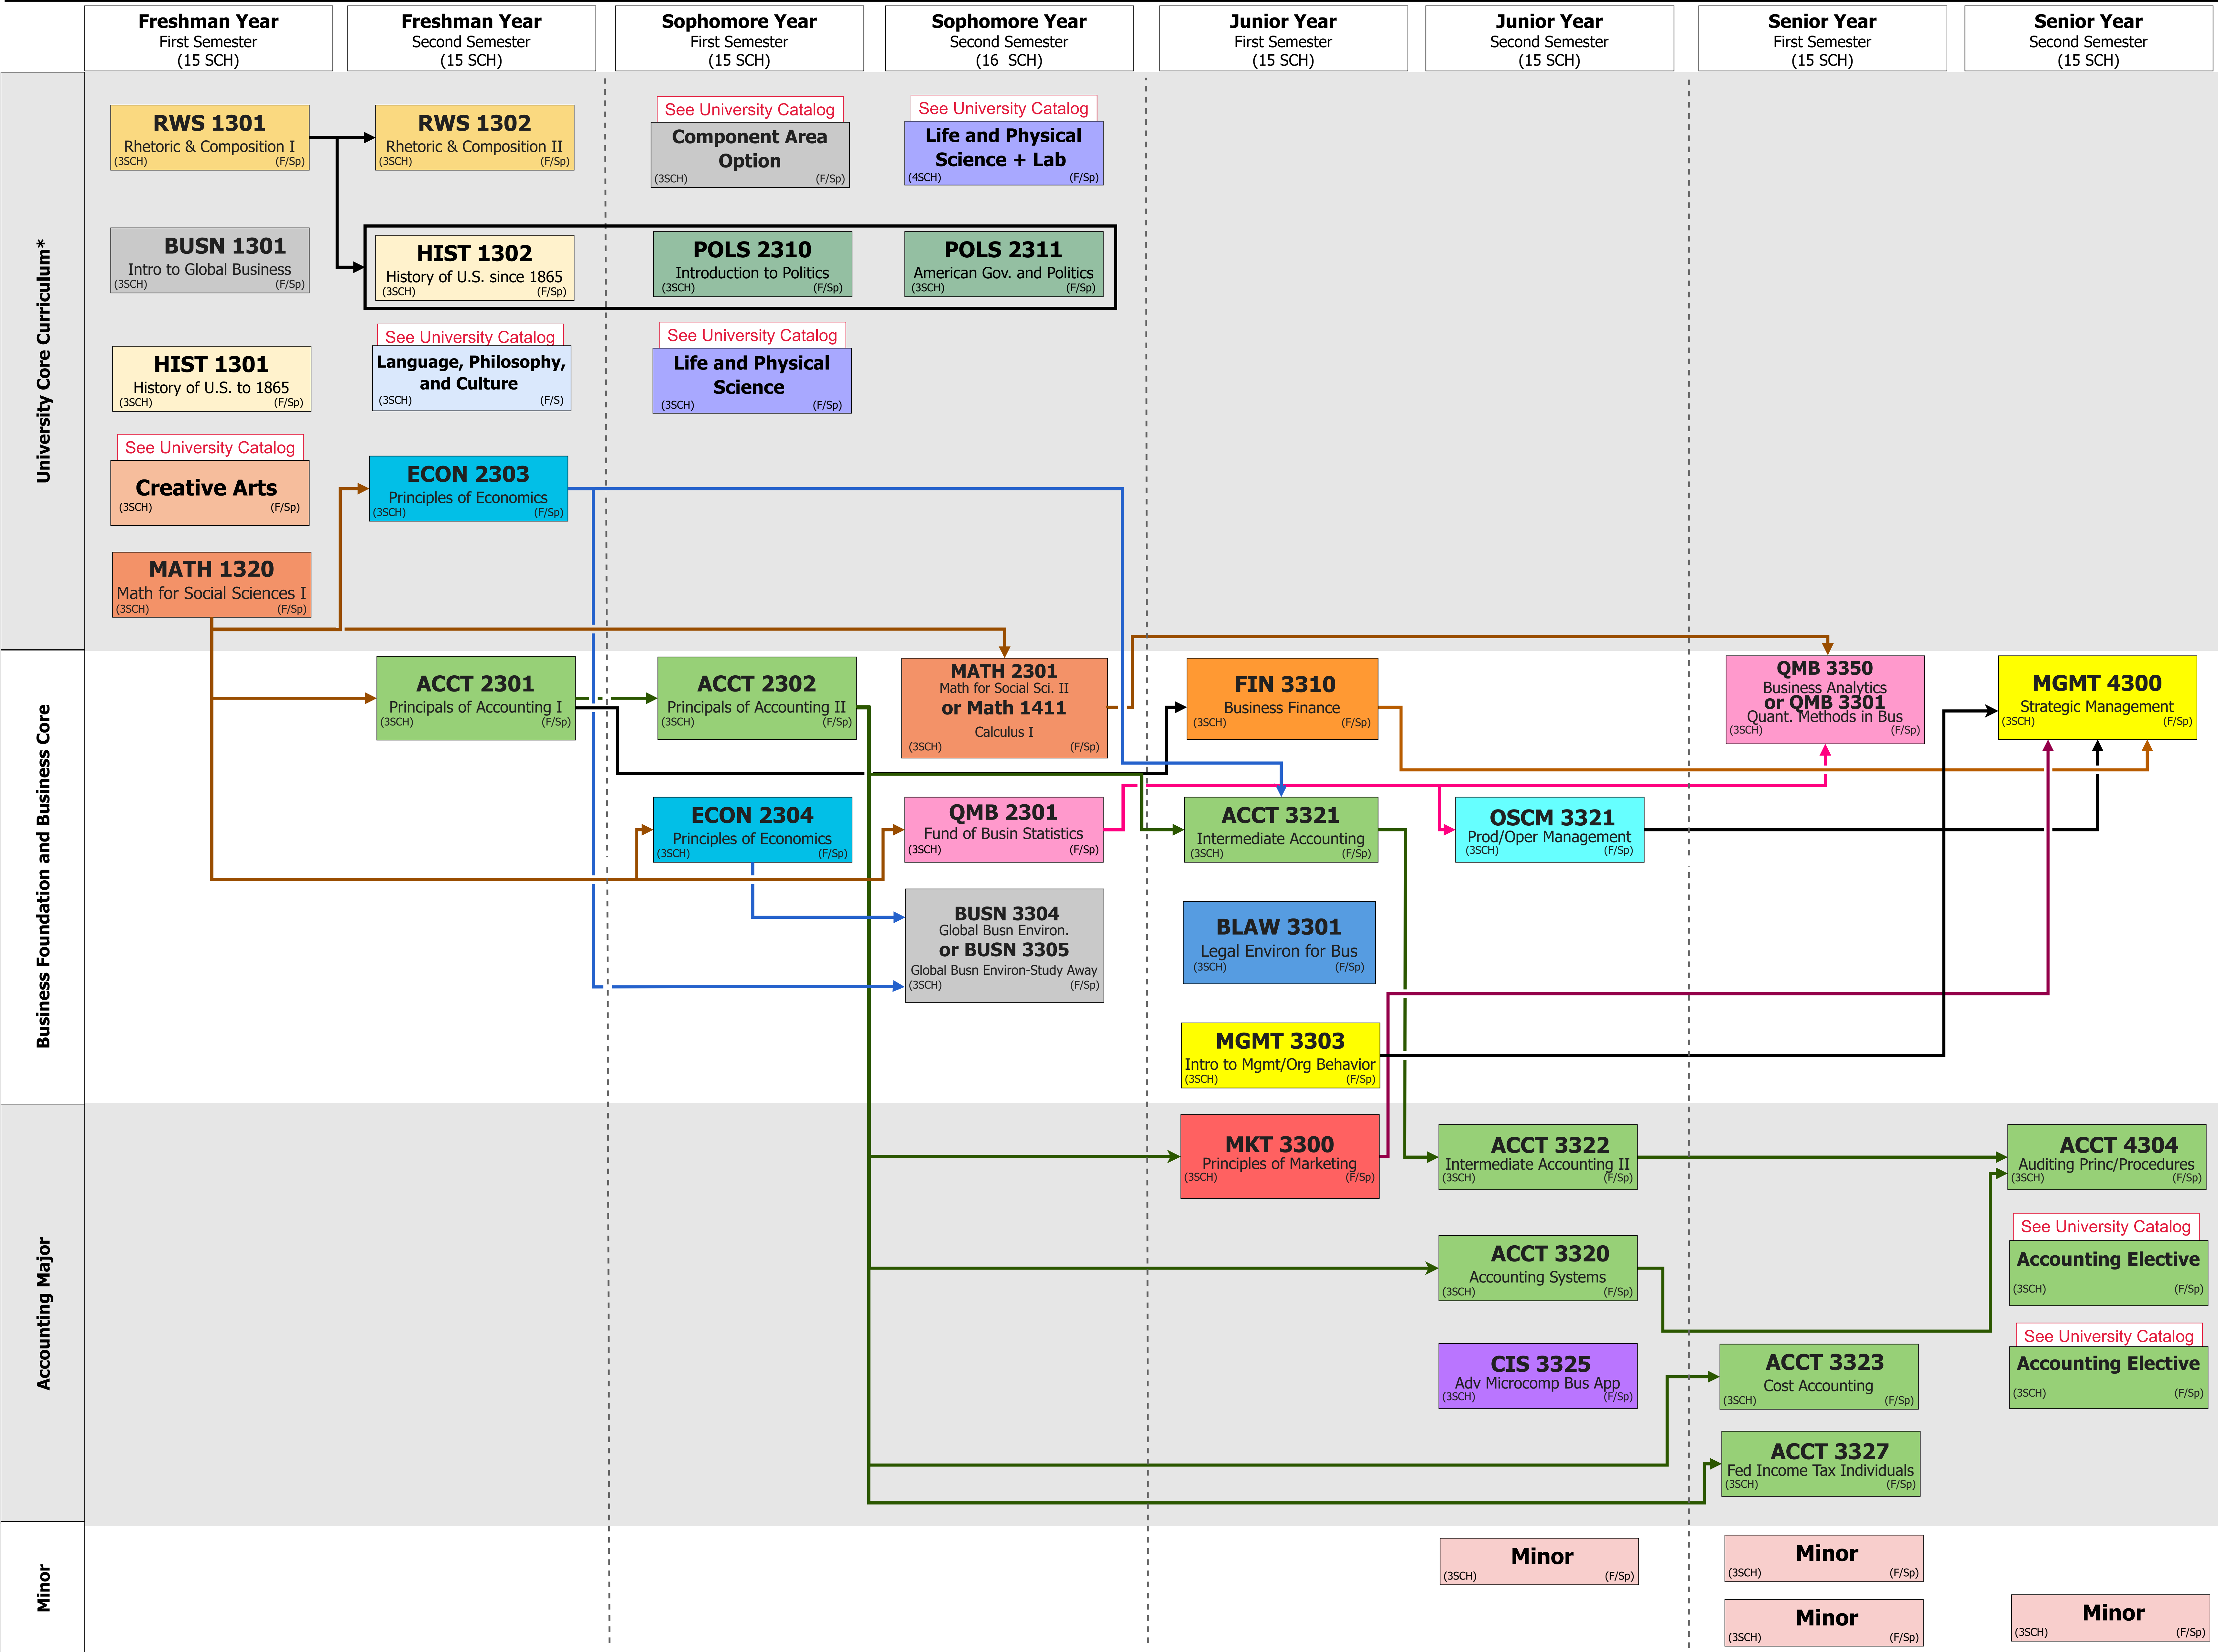 Freshman Year
First Semester
(15 SCH)
Freshman Year
Second Semester
(15 SCH)
Sophomore Year
First Semester
(15 SCH)
Sophomore Year
Second Semester
(16 SCH)
Junior Year
First Semester
(15 SCH)
Junior Year
Second Semester
(15 SCH)
Senior Year
First Semester
(15 SCH)
Senior Year
Second Semester
(15 SCH)
University Core Curriculum*
RWS 1301
Rhetoric & Composition I
(3SCH) (F/Sp)
RWS 1302
Rhetoric & Composition II
(3SCH) (F/Sp)
See University Catalog
Component Area
Option
(3SCH) (F/Sp)
See University Catalog
Life and Physical
Science + Lab
(4SCH) (F/Sp)
BUSN 1301
Intro to Global Business
(3SCH) (F/Sp)
HIST 1302
History of U.S. since 1865
(3SCH) (F/Sp)
POLS 2310
Introduction to Politics
(3SCH) (F/Sp)
POLS 2311
American Gov. and Politics
(3SCH) (F/Sp)
HIST 1301
History of U.S. to 1865
(3SCH) (F/Sp)
See University Catalog
Language, Philosophy,
and Culture
(3SCH) (F/S)
See University Catalog
Life and Physical
Science
(3SCH) (F/Sp)
See University Catalog
Creative Arts
(3SCH) (F/Sp)
ECON 2303
Principles of Economics
(3SCH) (F/Sp)
MATH 1320
Math for Social Sciences I
(3SCH) (F/Sp)
Business Foundation and Business Core
ACCT 2301
Principals of Accounting I
(3SCH) (F/Sp)
ACCT 2302
Principals of Accounting II
(3SCH) (F/Sp)
MATH 2301
Math for Social Sci. II
or Math 1411
Calculus I
(3SCH) (F/Sp)
FIN 3310
Business Finance
(3SCH) (F/Sp)
QMB 3350
Business Analytics
or QMB 3301
Quant. Methods in Bus
(3SCH) (F/Sp)
MGMT 4300
Strategic Management
(3SCH) (F/Sp)
ECON 2304
Principles of Economics
(3SCH) (F/Sp)
QMB 2301
Fund of Busin Statistics
(3SCH) (F/Sp)
ACCT 3321
Intermediate Accounting
(3SCH) (F/Sp)
OSCM 3321
Prod/Oper Management
(3SCH) (F/Sp)
BUSN 3304
Global Busn Environ.
or BUSN 3305
Global Busn Environ-Study Away
(3SCH) (F/Sp)
BLAW 3301
Legal Environ for Bus
(3SCH) (F/Sp)
MGMT 3303
Intro to Mgmt/Org Behavior
(3SCH) (F/Sp)
Accounting Major
MKT 3300
Principles of Marketing
(3SCH) (F/Sp)
ACCT 3322
Intermediate Accounting II
(3SCH) (F/Sp)
ACCT 4304
Auditing Princ/Procedures
(3SCH) (F/Sp)
ACCT 3320
Accounting Systems
(3SCH) (F/Sp)
See University Catalog
Accounting Elective
(3SCH) (F/Sp)
CIS 3325
Adv Microcomp Bus App
(3SCH) (F/Sp)
ACCT 3323
Cost Accounting
(3SCH) (F/Sp)
See University Catalog
Accounting Elective
(3SCH) (F/Sp)
ACCT 3327
Fed Income Tax Individuals
(3SCH) (F/Sp)
Minor
Minor
(3SCH) (F/Sp)
Minor
(3SCH) (F/Sp)
Minor
(3SCH) (F/Sp)
Minor
(3SCH) (F/Sp)